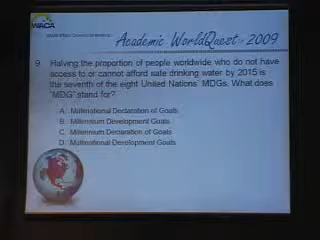 WACA
Academic WorldQuest - 2009
9. Halving the proportion of people worldwide who do not have
access to or cannot afford safe drinking water by 2015 is
the seventh of the eight United Nations' MDGs. What does
"MDG" stand for?
A. Multinational Declaration of Goals
B. Millennium Development Goals
C. Millennium Declaration of Goals
D. Multinational Development Goals